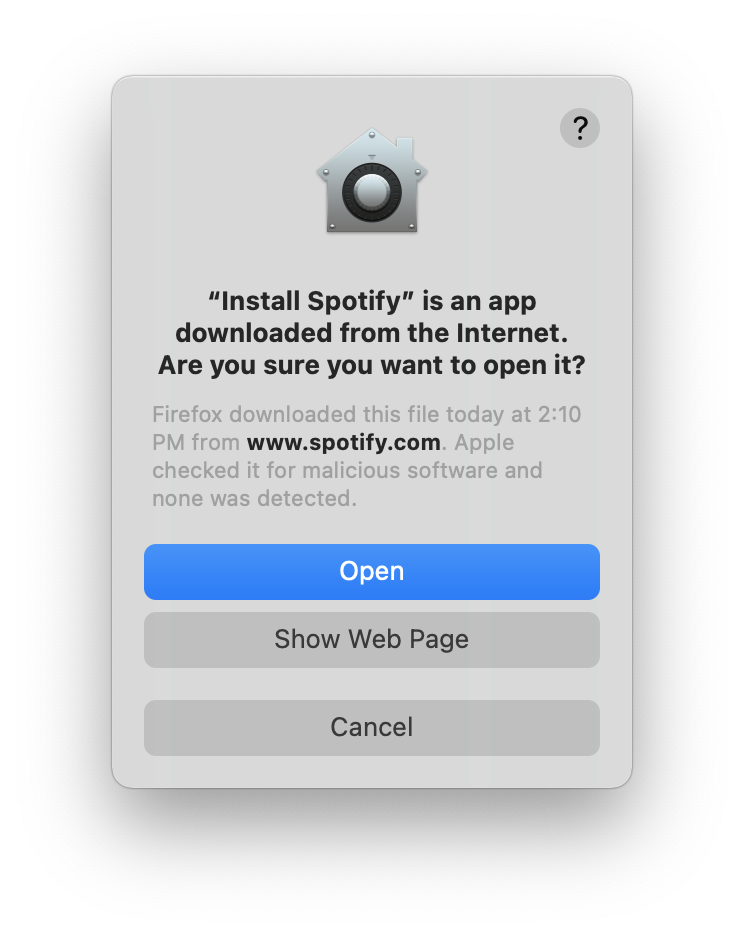 ?
“Install Spotify” is an app
downloaded from the Internet.
Are you sure you want to open it?
Firefox downloaded this file today at 2:10
PM from www.spotify.com. Apple
checked it for malicious software and
none was detected.
Open
Show Web Page
Cancel